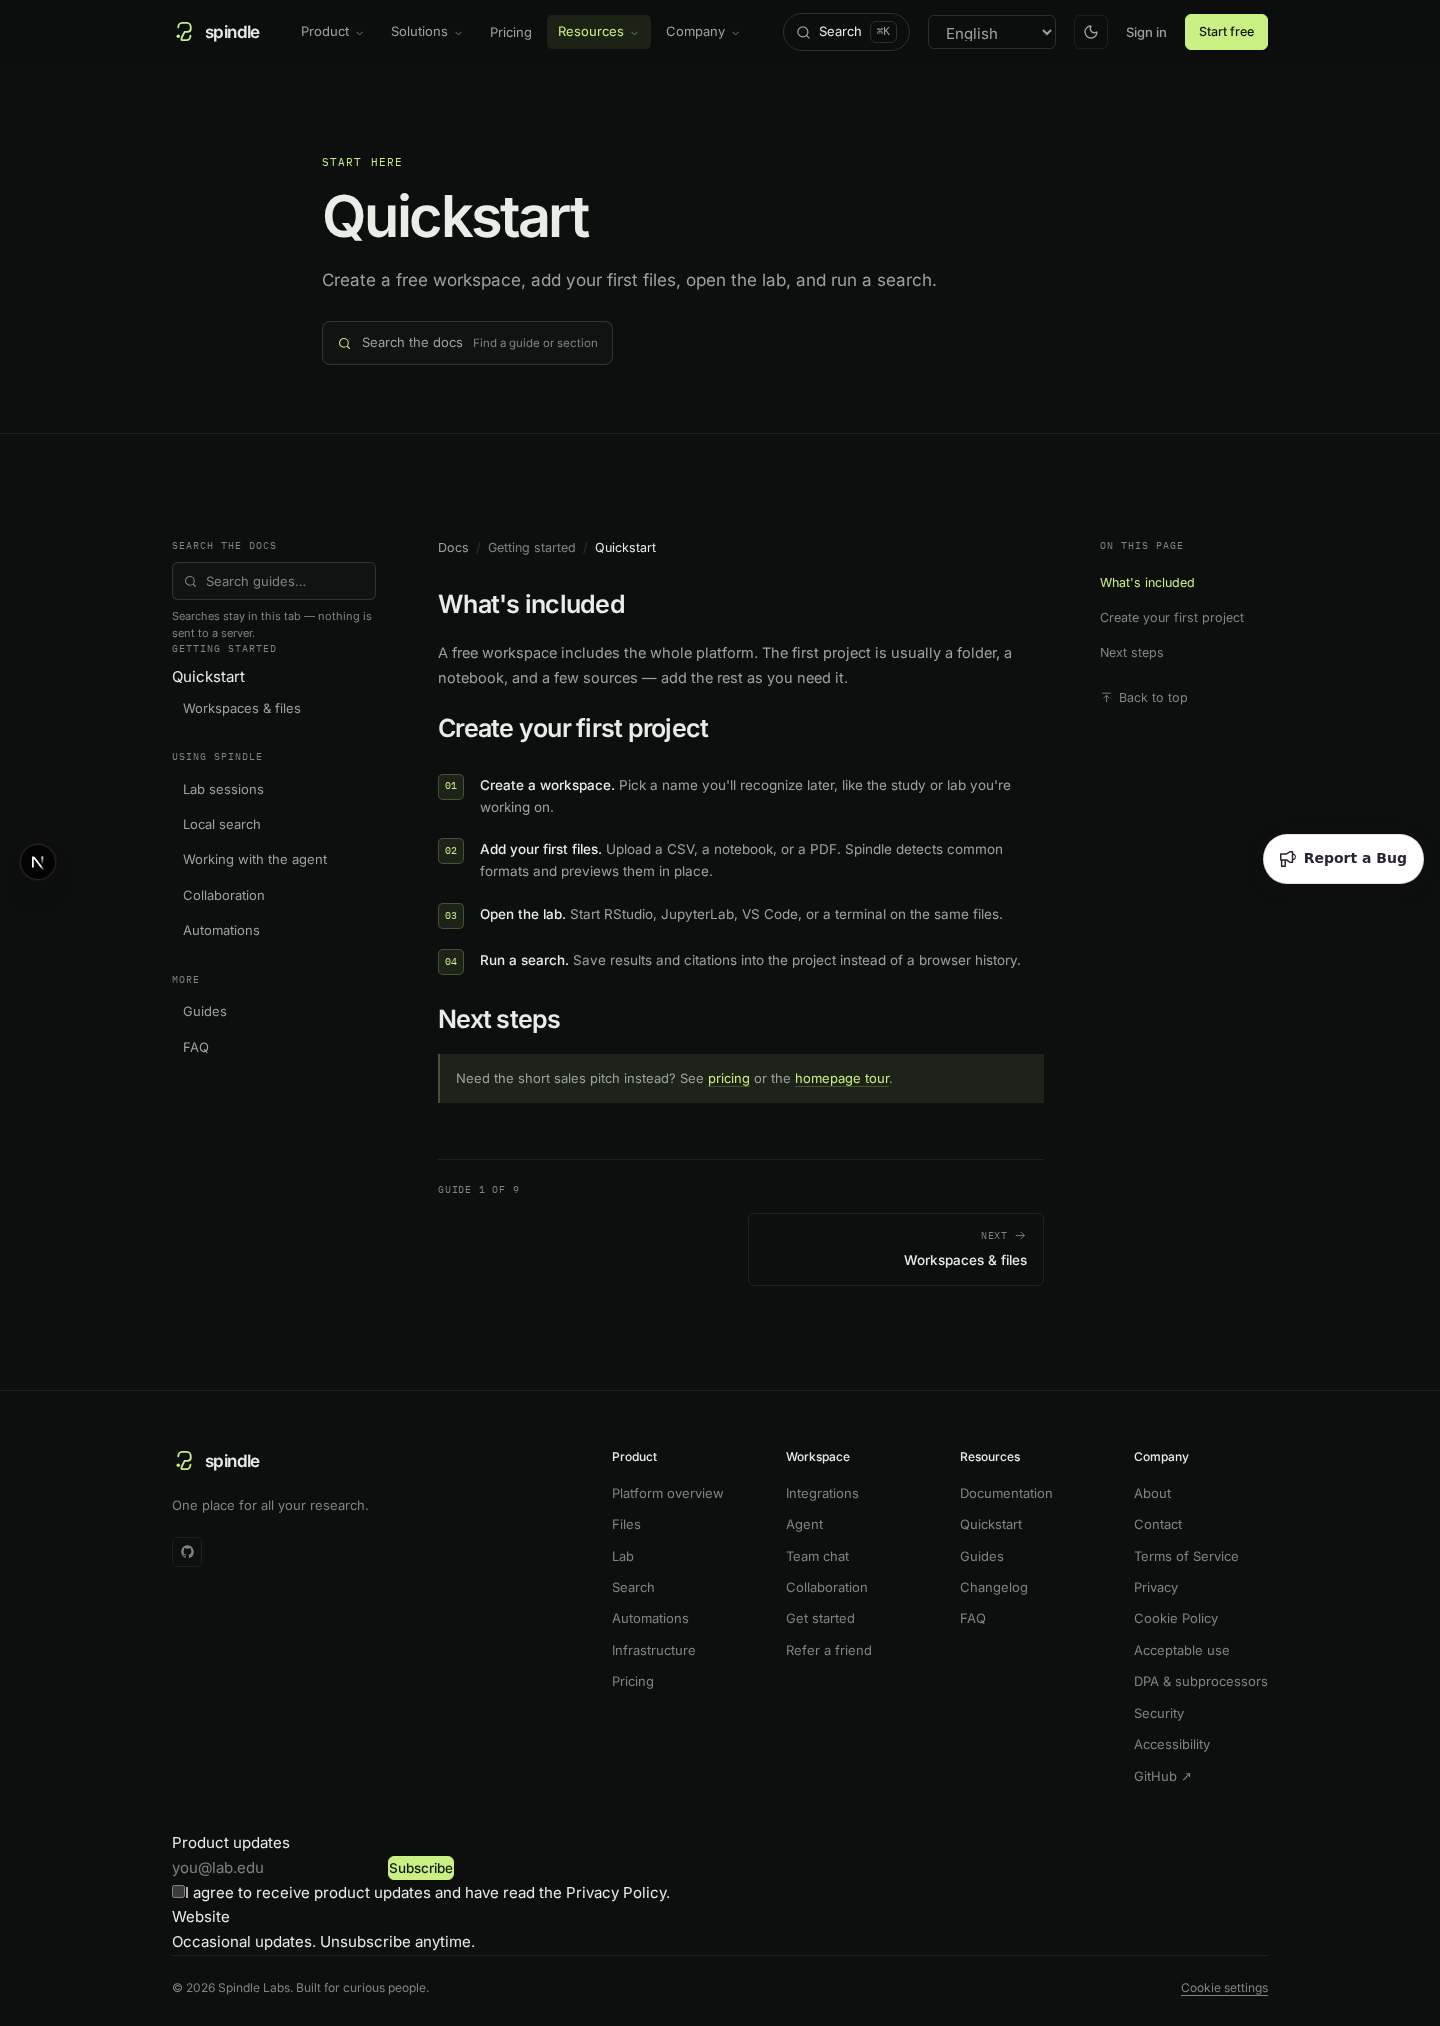 spindle
Product
Solutions
Pricing
Resources
Company
Search ⌘K
English
Sign in
Start free
START HERE
Quickstart
Create a free workspace, add your first files, open the lab, and run a search.
Search the docs Find a guide or section
SEARCH THE DOCS
Search guides...
Searches stay in this tab — nothing is
sent to a server.
GETTING STARTED
Quickstart
Workspaces & files
USING SPINDLE
Lab sessions
Local search
Working with the agent
Collaboration
Automations
MORE
Guides
FAQ
Docs / Getting started / Quickstart
What's included
A free workspace includes the whole platform. The first project is usually a folder, a
notebook, and a few sources — add the rest as you need it.
Create your first project
01 Create a workspace. Pick a name you'll recognize later, like the study or lab you're
working on.
02 Add your first files. Upload a CSV, a notebook, or a PDF. Spindle detects common
formats and previews them in place.
03 Open the lab. Start RStudio, JupyterLab, VS Code, or a terminal on the same files.
04 Run a search. Save results and citations into the project instead of a browser history.
Next steps
Need the short sales pitch instead? See pricing or the homepage tour.
GUIDE 1 OF 9
NEXT →
Workspaces & files
ON THIS PAGE
What's included
Create your first project
Next steps
Back to top
N
Report a Bug
spindle
One place for all your research.
Product
Platform overview
Files
Lab
Search
Automations
Infrastructure
Pricing
Workspace
Integrations
Agent
Team chat
Collaboration
Get started
Refer a friend
Resources
Documentation
Quickstart
Guides
Changelog
FAQ
Company
About
Contact
Terms of Service
Privacy
Cookie Policy
Acceptable use
DPA & subprocessors
Security
Accessibility
GitHub ↗
Product updates
you@lab.edu Subscribe
I agree to receive product updates and have read the Privacy Policy.
Website
Occasional updates. Unsubscribe anytime.
© 2026 Spindle Labs. Built for curious people.
Cookie settings